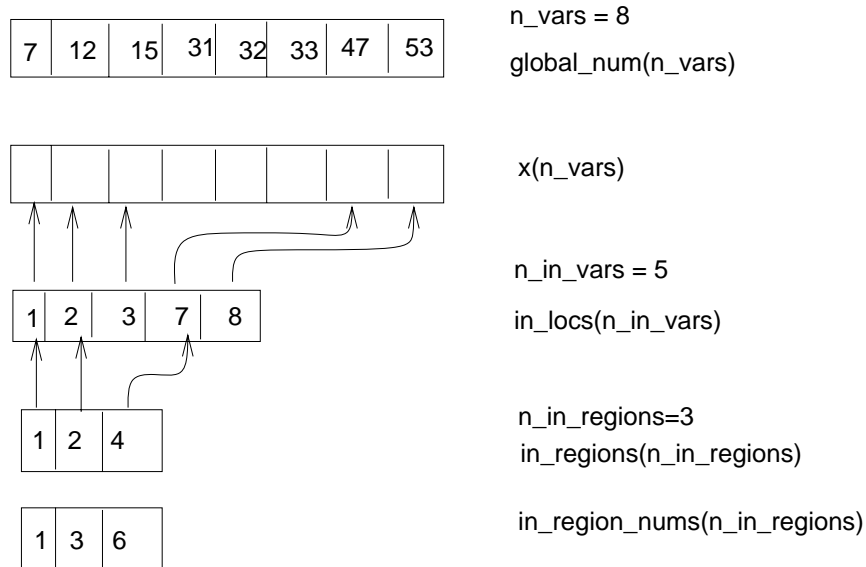 n_vars = 8
7 12 15 31 32 33 47 53
global_num(n_vars)
x(n_vars)
n_in_vars = 5
1 2 3 7 8
in_locs(n_in_vars)
n_in_regions=3
1 2 4
in_regions(n_in_regions)
in_region_nums(n_in_regions)
1 3 6